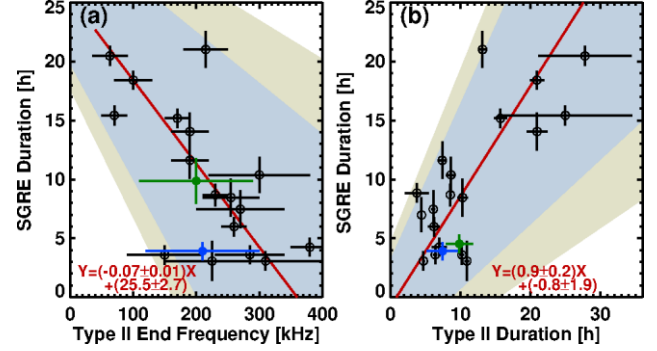 (a)
SGRE Duration [h]
25
20
15
10
5
0
Y=(-0.07±0.01)X
+(25.5±2.7)
0 100 200 300 400
Type II End Frequency [kHz]
(b)
SGRE Duration [h]
25
20
15
10
5
0
Y=(0.9±0.2)X
+(-0.8±1.9)
0 10 20 30
Type II Duration [h]